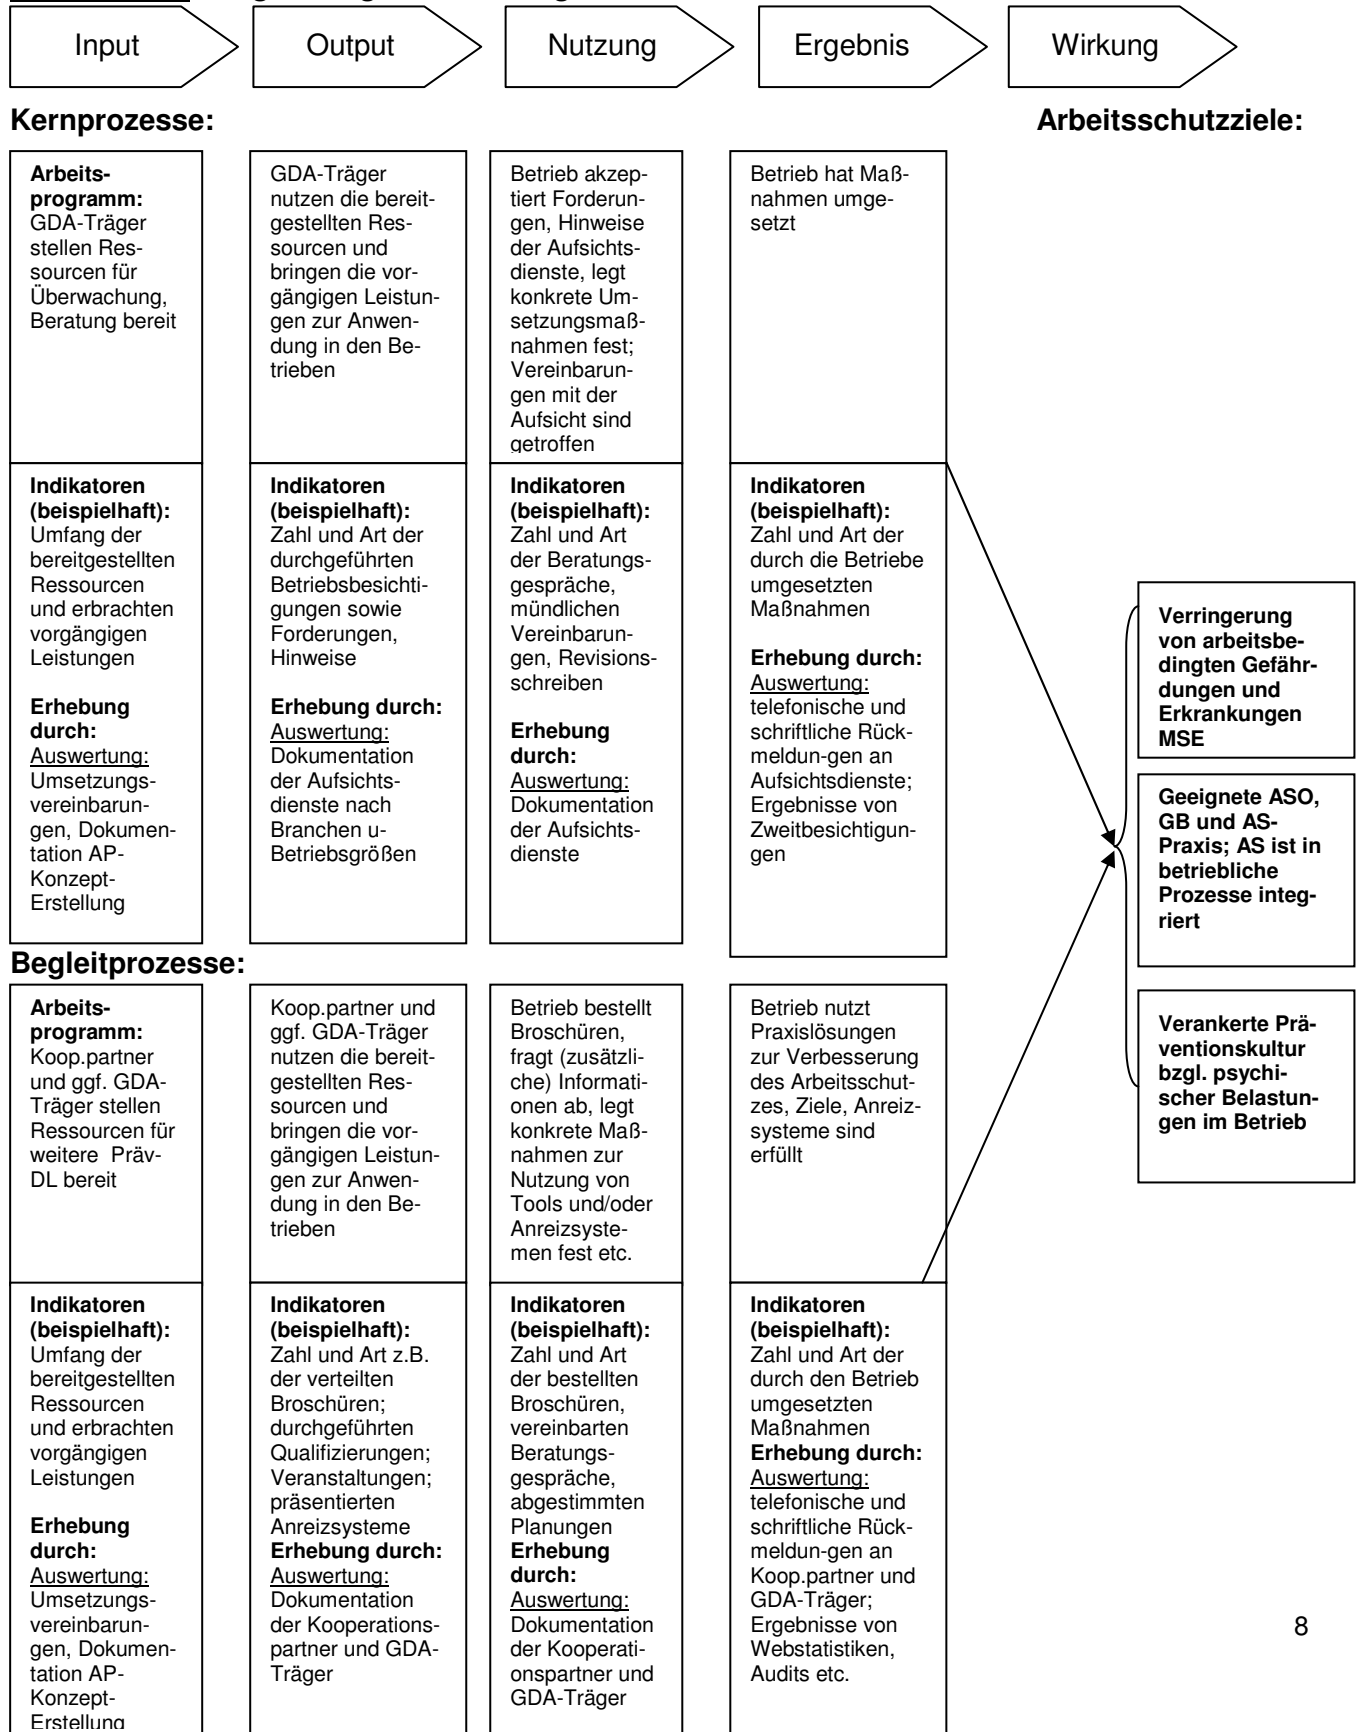 Input
Output
Nutzung
Ergebnis
Wirkung
Kernprozesse:
Arbeitsschutzziele:
Arbeits-
programm:
GDA-Träger
stellen Res-
sourcen für
Überwachung,
Beratung bereit
GDA-Träger
nutzen die bereit-
gestellten Res-
sourcen und
bringen die vor-
gängigen Leistun-
gen zur Anwen-
dung in den Be-
trieben
Betrieb akzep-
tiert Forderun-
gen, Hinweise
der Aufsichts-
dienste, legt
konkrete Um-
setzungsmaß-
nahmen fest;
Vereinbarun-
gen mit der
Aufsicht sind
getroffen
Betrieb hat Maß-
nahmen umge-
setzt
Indikatoren
(beispielhaft):
Umfang der
bereitgestellten
Ressourcen
und erbrachten
vorgängigen
Leistungen
Erhebung
durch:
Auswertung:
Umsetzungs-
vereinbarun-
gen, Dokumen-
tation AP-
Konzept-
Erstellung
Indikatoren
(beispielhaft):
Zahl und Art der
durchgeführten
Betriebsbesichti-
gungen sowie
Forderungen,
Hinweise
Erhebung durch:
Auswertung:
Dokumentation
der Aufsichts-
dienste nach
Branchen u-
Betriebsgrößen
Indikatoren
(beispielhaft):
Zahl und Art
der Beratungs-
gespräche,
mündlichen
Vereinbarun-
gen, Revisions-
schreiben
Erhebung
durch:
Auswertung:
Dokumentation
der Aufsichts-
dienste
Indikatoren
(beispielhaft):
Zahl und Art der
durch die Betriebe
umgesetzten
Maßnahmen
Erhebung durch:
Auswertung:
telefonische und
schriftliche Rück-
meldun-gen an
Aufsichtsdienste;
Ergebnisse von
Zweitbesichtigun-
gen
Verringerung
von arbeitsbe-
dingten Gefähr-
dungen und
Erkrankungen
MSE
Geeignete ASO,
GB und AS-
Praxis; AS ist in
betriebliche
Prozesse integ-
riert
Verankerte Prä-
ventionskultur
bzgl. psychi-
scher Belastun-
gen im Betrieb
Begleitprozesse:
Arbeits-
programm:
Koop.partner
und ggf. GDA-
Träger stellen
Ressourcen für
weitere Präv-
DL bereit
Koop.partner und
ggf. GDA-Träger
nutzen die bereit-
gestellten Res-
sourcen und
bringen die vor-
gängigen Leistun-
gen zur Anwen-
dung in den Be-
trieben
Betrieb bestellt
Broschüren,
fragt (zusätzli-
che) Informati-
onen ab, legt
konkrete Maß-
nahmen zur
Nutzung von
Tools und/oder
Anreizsyste-
men fest etc.
Betrieb nutzt
Praxislösungen
zur Verbesserung
des Arbeitsschut-
zes, Ziele, Anreiz-
systeme sind
erfüllt
Indikatoren
(beispielhaft):
Umfang der
bereitgestellten
Ressourcen
und erbrachten
vorgängigen
Leistungen
Erhebung
durch:
Auswertung:
Umsetzungs-
vereinbarun-
gen, Dokumen-
tation AP-
Konzept-
Erstellung
Indikatoren
(beispielhaft):
Zahl und Art z.B.
der verteilten
Broschüren;
durchgeführten
Qualifizierungen;
Veranstaltungen;
präsentierten
Anreizsysteme
Erhebung durch:
Auswertung:
Dokumentation
der Kooperations-
partner und GDA-
Träger
Indikatoren
(beispielhaft):
Zahl und Art
der bestellten
Broschüren,
vereinbarten
Beratungs-
gespräche,
abgestimmten
Planungen
Erhebung
durch:
Auswertung:
Dokumentation
der Kooperati-
onspartner und
GDA-Träger
Indikatoren
(beispielhaft):
Zahl und Art der
durch den Betrieb
umgesetzten
Maßnahmen
Erhebung durch:
Auswertung:
telefonische und
schriftliche Rück-
meldun-gen an
Koop.partner und
GDA-Träger;
Ergebnisse von
Webstatistiken,
Audits etc.
8